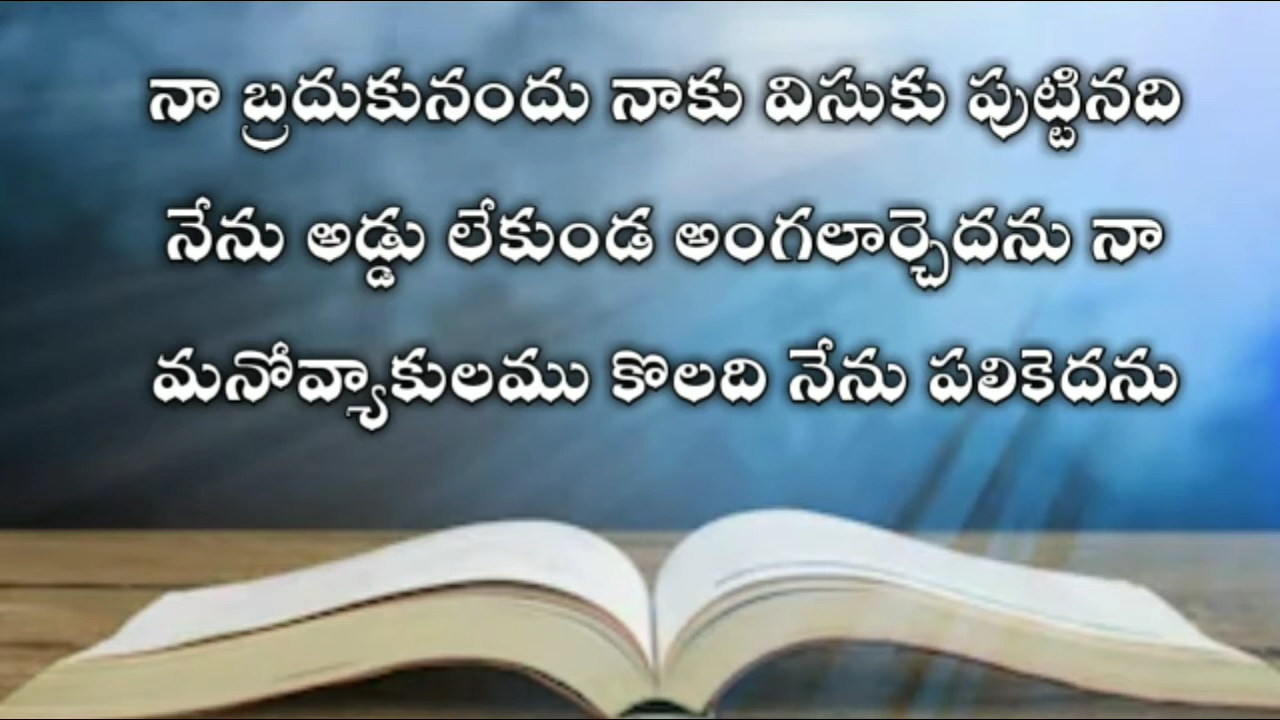 నా బ్రదుకునందు నాకు విసుకు పుట్టినది
నేను అడ్డు లేకుండ అంగలార్చెదను నా
మనోవ్యాకులము కొలది నేను పలికెదను